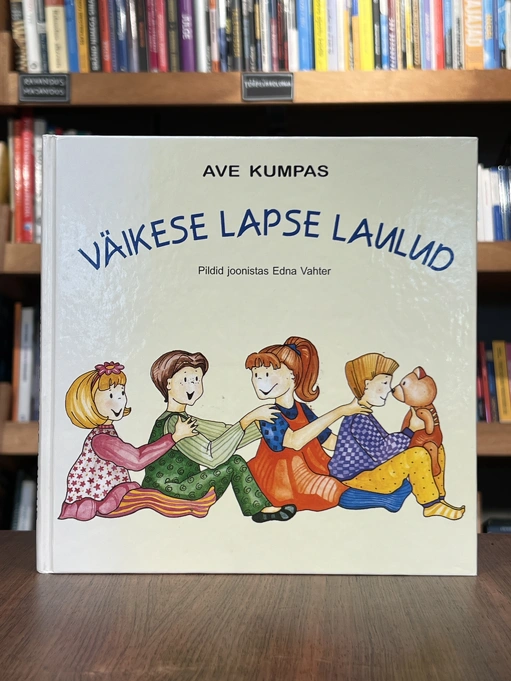 AVE KUMPAS
VÄIKESE LAPSE LAULUD
Pildid joonistas Edna Vahter